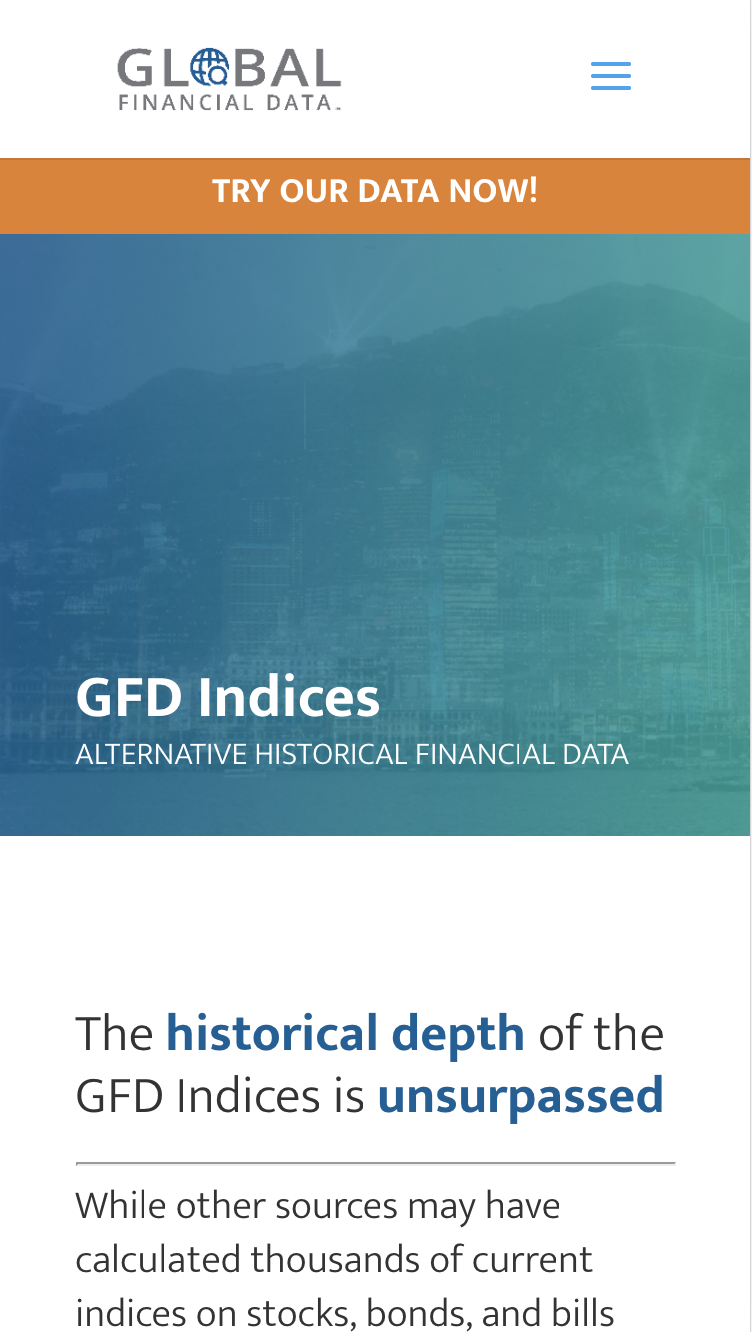 GLOBAL
FINANCIAL DATA
TRY OUR DATA NOW!
GFD Indices
ALTERNATIVE HISTORICAL FINANCIAL DATA
The historical depth of the
GFD Indices is unsurpassed
While other sources may have
calculated thousands of current
indices on stocks, bonds, and bills